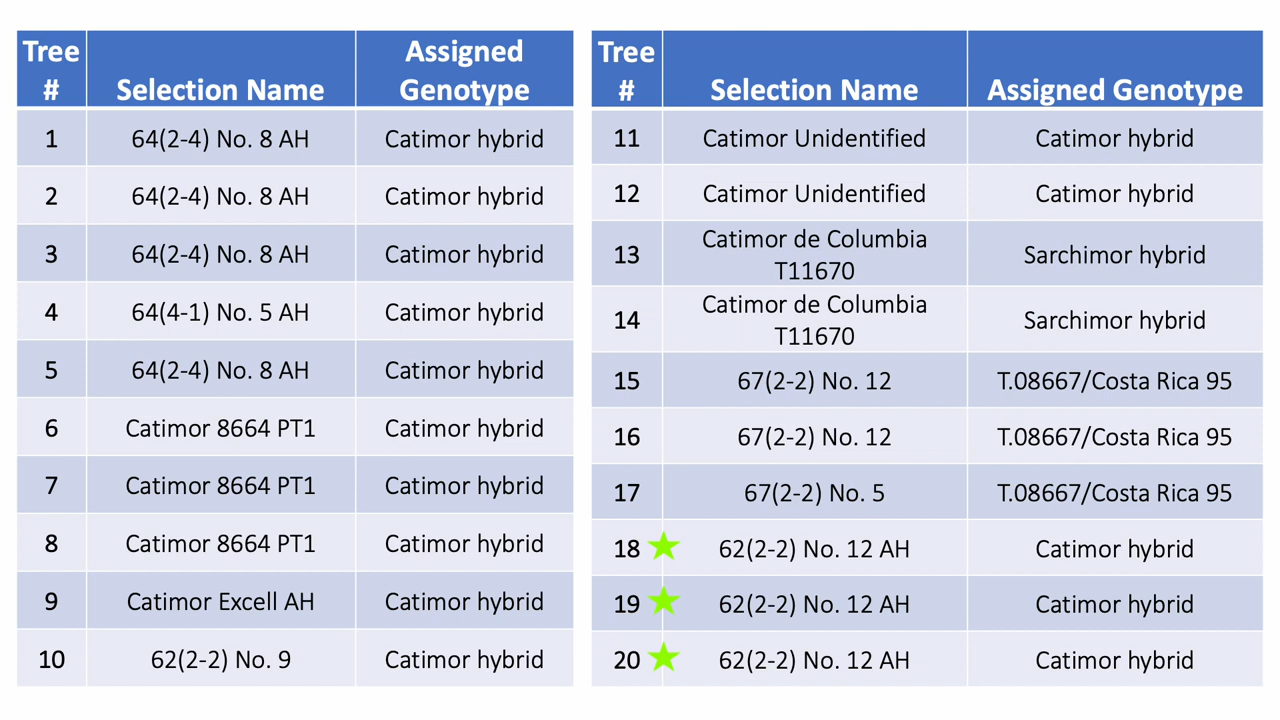 Tree # Selection Name Assigned Genotype
1 64(2-4) No. 8 AH Catimor hybrid
2 64(2-4) No. 8 AH Catimor hybrid
3 64(2-4) No. 8 AH Catimor hybrid
4 64(4-1) No. 5 AH Catimor hybrid
5 64(2-4) No. 8 AH Catimor hybrid
6 Catimor 8664 PT1 Catimor hybrid
7 Catimor 8664 PT1 Catimor hybrid
8 Catimor 8664 PT1 Catimor hybrid
9 Catimor Excell AH Catimor hybrid
10 62(2-2) No. 9 Catimor hybrid
Tree # Selection Name Assigned Genotype
11 Catimor Unidentified Catimor hybrid
12 Catimor Unidentified Catimor hybrid
13 Catimor de Columbia T11670 Sarchimor hybrid
14 Catimor de Columbia T11670 Sarchimor hybrid
15 67(2-2) No. 12 T.08667/Costa Rica 95
16 67(2-2) No. 12 T.08667/Costa Rica 95
17 67(2-2) No. 5 T.08667/Costa Rica 95
18 62(2-2) No. 12 AH Catimor hybrid
19 62(2-2) No. 12 AH Catimor hybrid
20 62(2-2) No. 12 AH Catimor hybrid